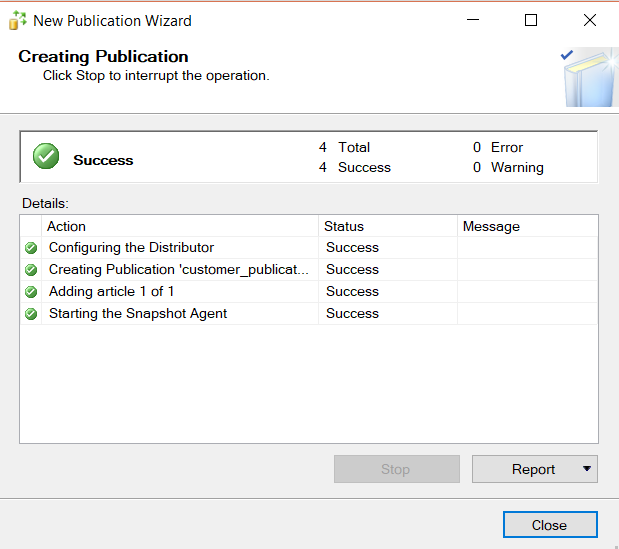 New Publication Wizard
Creating Publication
Click Stop to interrupt the operation.
Success
4 Total
0 Error
4 Success
0 Warning
Details:
Action Status Message
Configuring the Distributor Success
Creating Publication 'customer_publicat... Success
Adding article 1 of 1 Success
Starting the Snapshot Agent Success
Stop
Report
Close